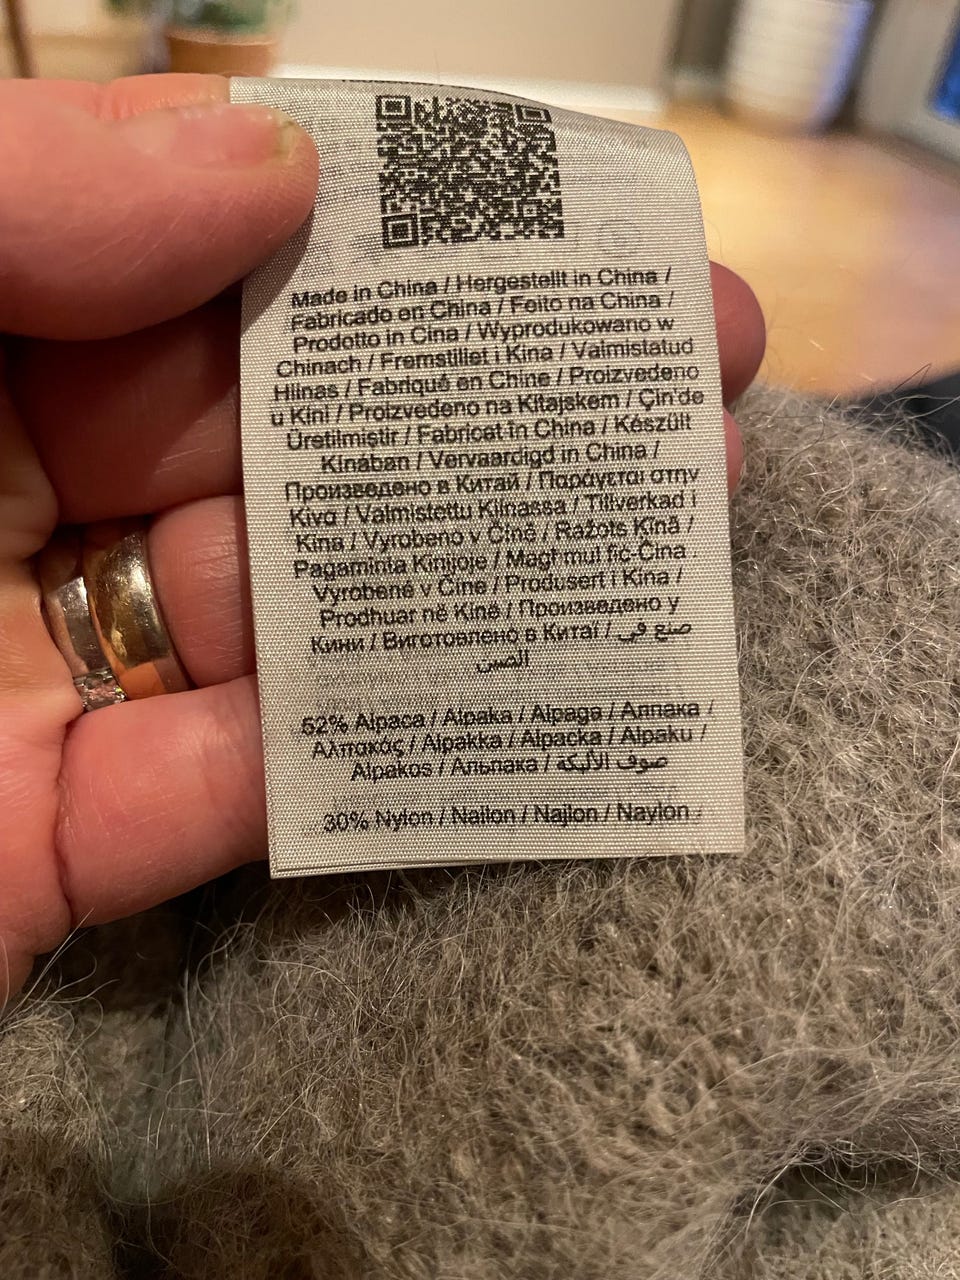 Made in China / Hergestellt in China /
Fabricado en China / Feito na China /
Prodotto in Cina / Wyprodukowano w
Chinach / Fremstillet i Kina / Valmistatud
Hiinas / Fabriqué en Chine / Proizvedeno
u Kini / Proizvedeno na Kitajskem / Çin'de
Üretilmiştir / Fabricat în China / Készült
Kínában / Vervaardigd in China /
Произведено в Китай / Παράγεται στην
Κίνα / Valmistettu Kiinassa / Tillverkad i
Kina / Vyrobeno v Číně / Ražots Ķīnā /
Pagaminta Kinijoje / Magħmul fiċ-Ċina
Vyrobené v Číne / Produsert i Kina /
Prodhuar në Kinë / Произведено у
Кини / Виготовлено в Китаї / صنع في
الصين
52% Alpaca / Alpaka / Alpaga / Алпака /
Αλπακάς / Alpakka / Alpacka / Alpaku /
Alpakos / Альпака / صوف الألبكة
30% Nylon / Nailon / Najlon / Naylon /